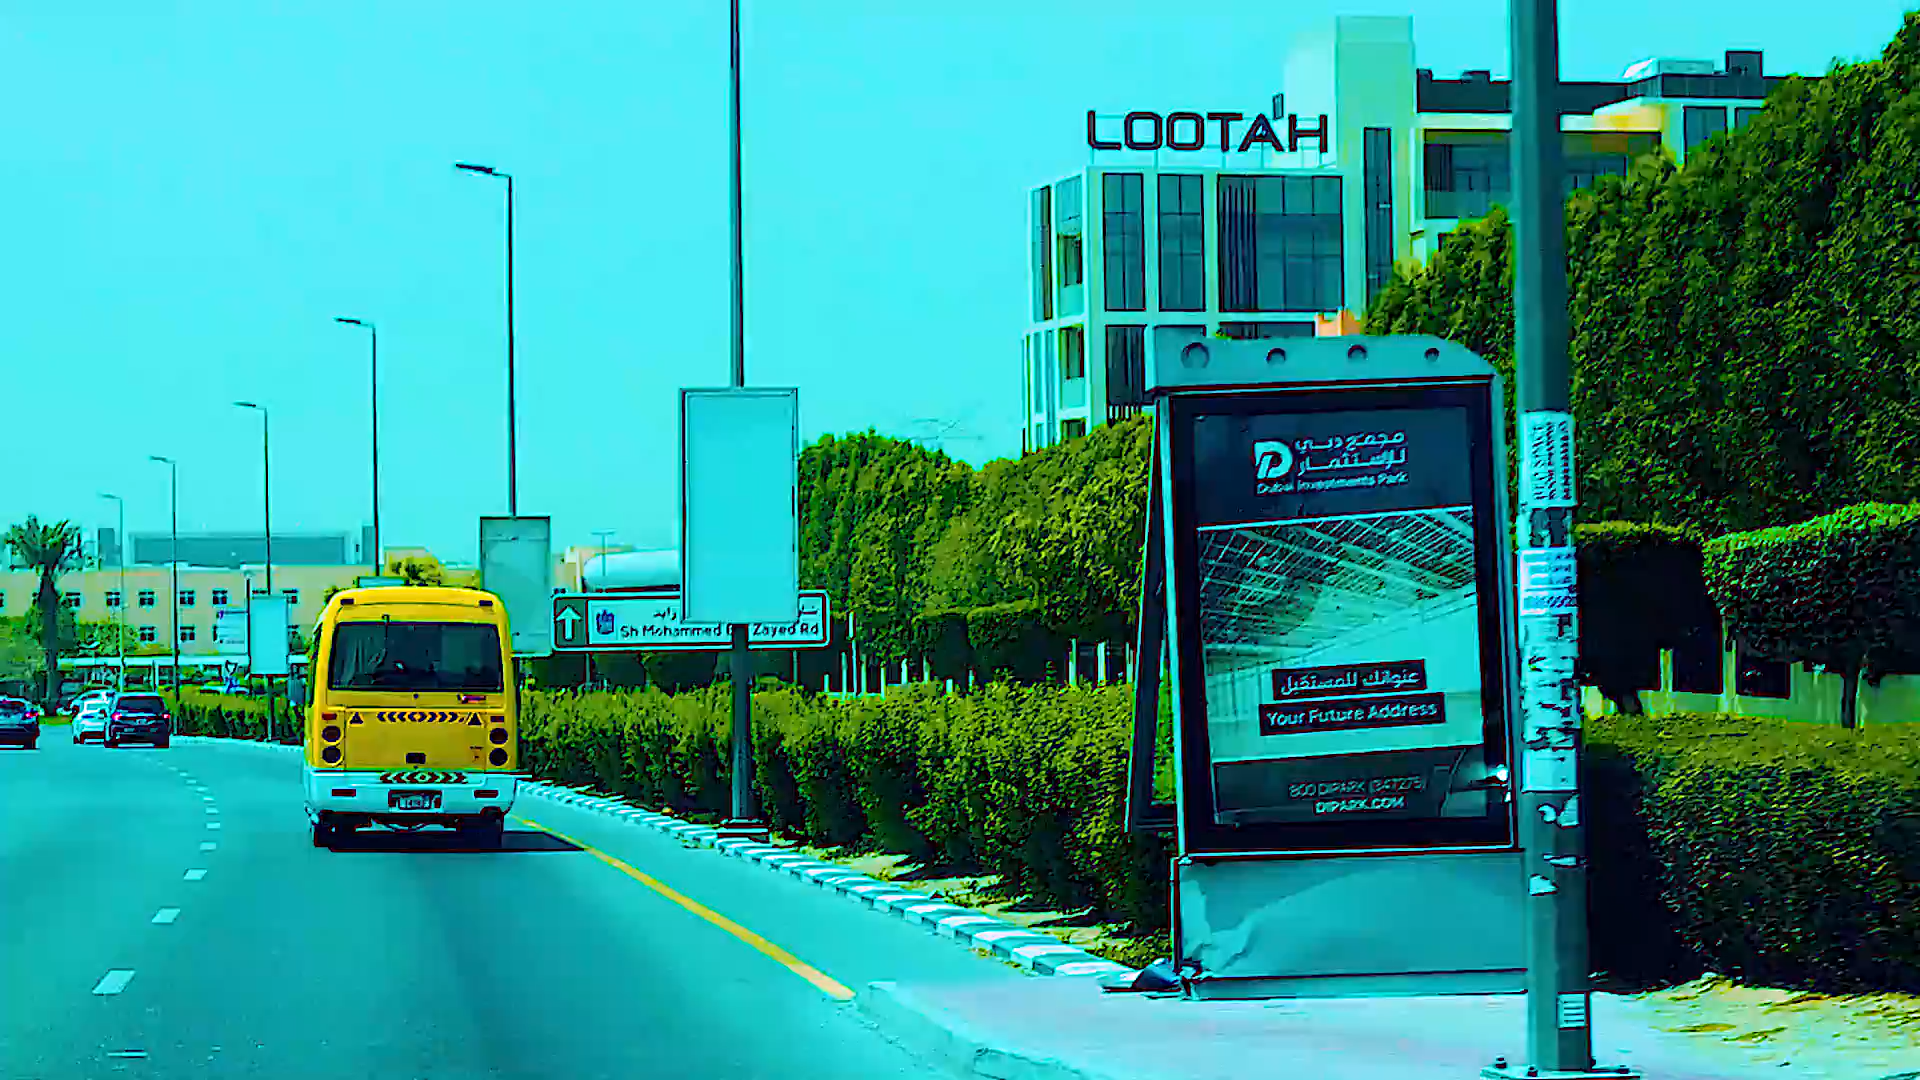 LOOTAH
مجمع دبي
للإستثمار
Dubai Investments Park
زايد
Sh Mohammed Zayed Rd
عنوانك للمستقبل
Your Future Address
800 DIPARK (347275)
DIPARK.COM